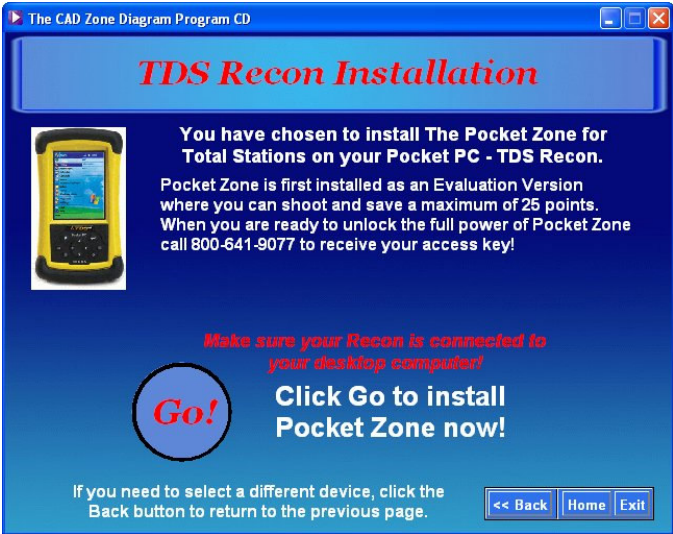 The CAD Zone Diagram Program CD
TDS Recon Installation
You have chosen to install The Pocket Zone for
Total Stations on your Pocket PC - TDS Recon.
Pocket Zone is first installed as an Evaluation Version
where you can shoot and save a maximum of 25 points.
When you are ready to unlock the full power of Pocket Zone
call 800-641-9077 to receive your access key!
Make sure your Recon is connected to
your desktop computer!
Go!
Click Go to install
Pocket Zone now!
If you need to select a different device, click the
Back button to return to the previous page.
<< Back Home Exit